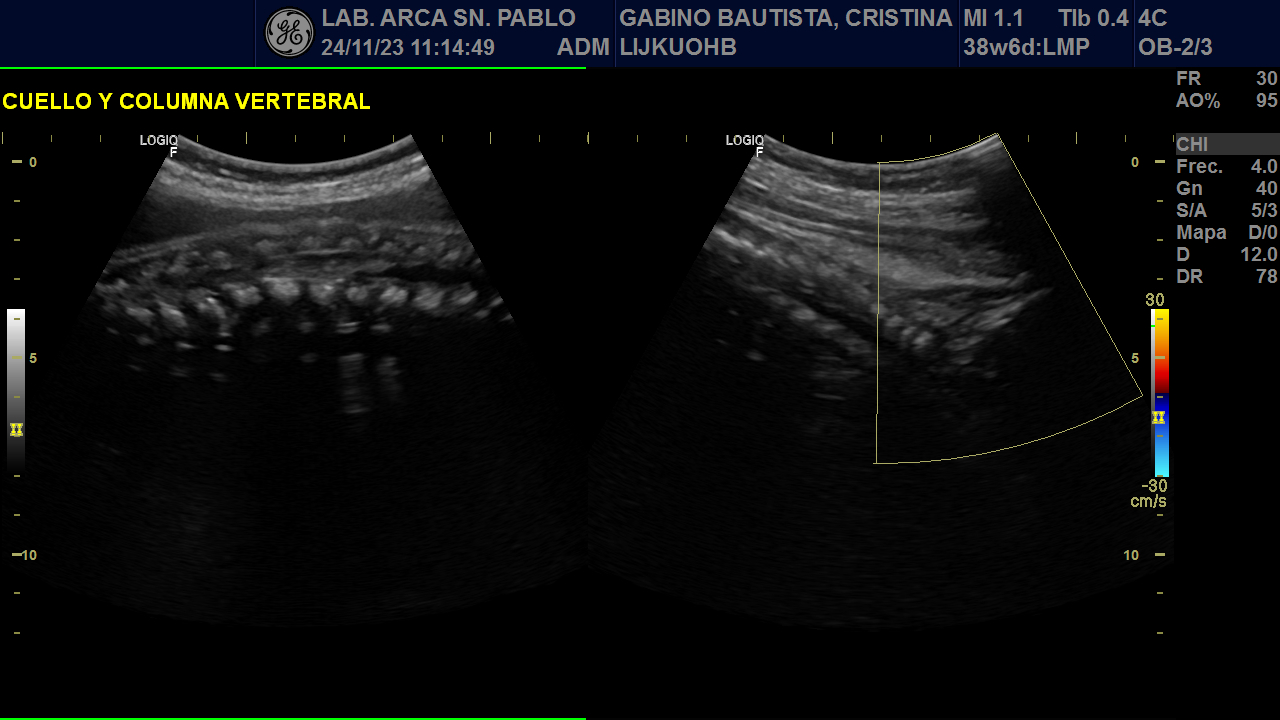 LAB. ARCA SN. PABLO
24/11/23 11:14:49 ADM
GABINO BAUTISTA, CRISTINA
LIJKUOHB
MI 1.1 TIb 0.4
38w6d:LMP
4C
OB-2/3
CUELLO Y COLUMNA VERTEBRAL
LOGIQ
F
0
5
10
LOGIQ
F
0
5
10
30
-30
cm/s
FR 30
AO% 95
CHI
Frec. 4.0
Gn 40
S/A 5/3
Mapa D/0
D 12.0
DR 78